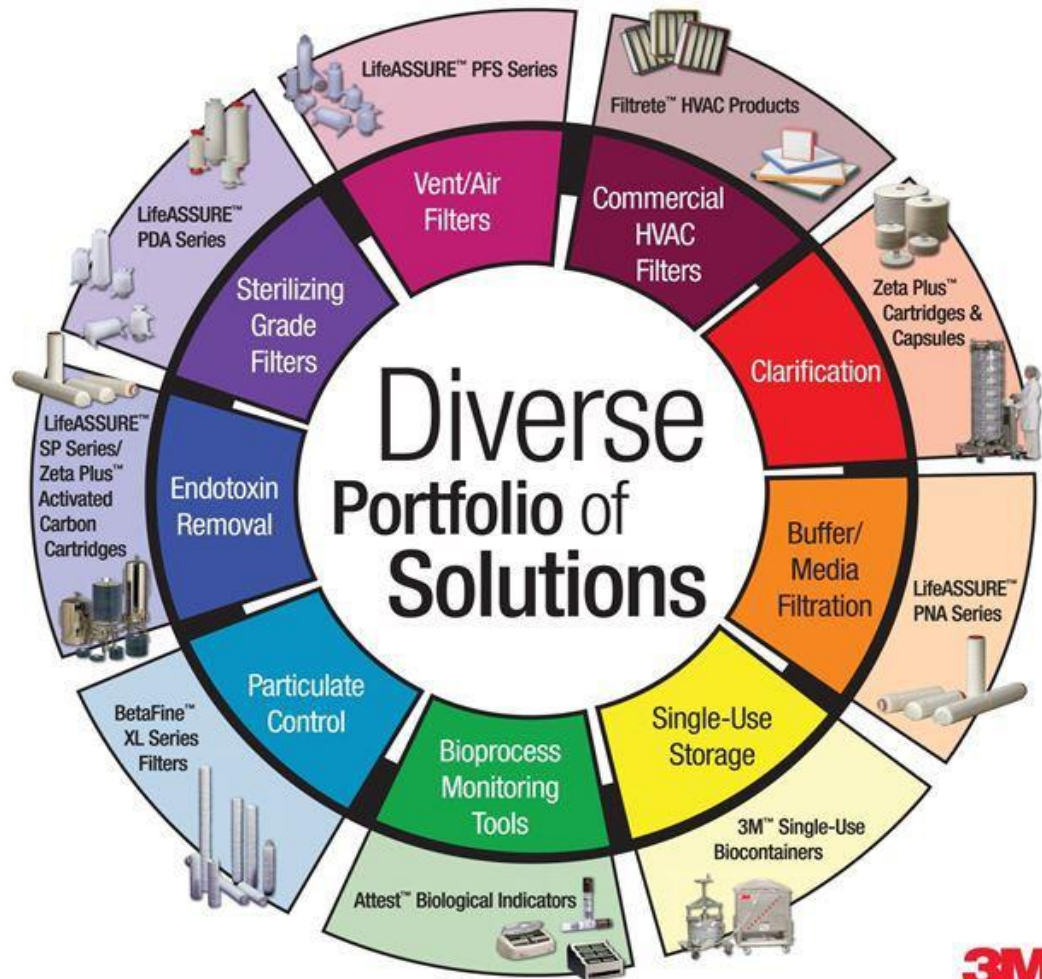 Diverse
Portfolio of
Solutions
Vent/Air
Filters
LifeASSURE™ PFS Series
Commercial
HVAC
Filters
Filtrete™ HVAC Products
Clarification
Zeta Plus™
Cartridges &
Capsules
Buffer/
Media
Filtration
LifeASSURE™
PNA Series
Single-Use
Storage
3M™ Single-Use
Biocontainers
Bioprocess
Monitoring
Tools
Attest™ Biological Indicators
Particulate
Control
BetaFine™
XL Series
Filters
Endotoxin
Removal
LifeASSURE™
SP Series/
Zeta Plus™
Activated
Carbon
Cartridges
Sterilizing
Grade
Filters
LifeASSURE™
PDA Series
3M